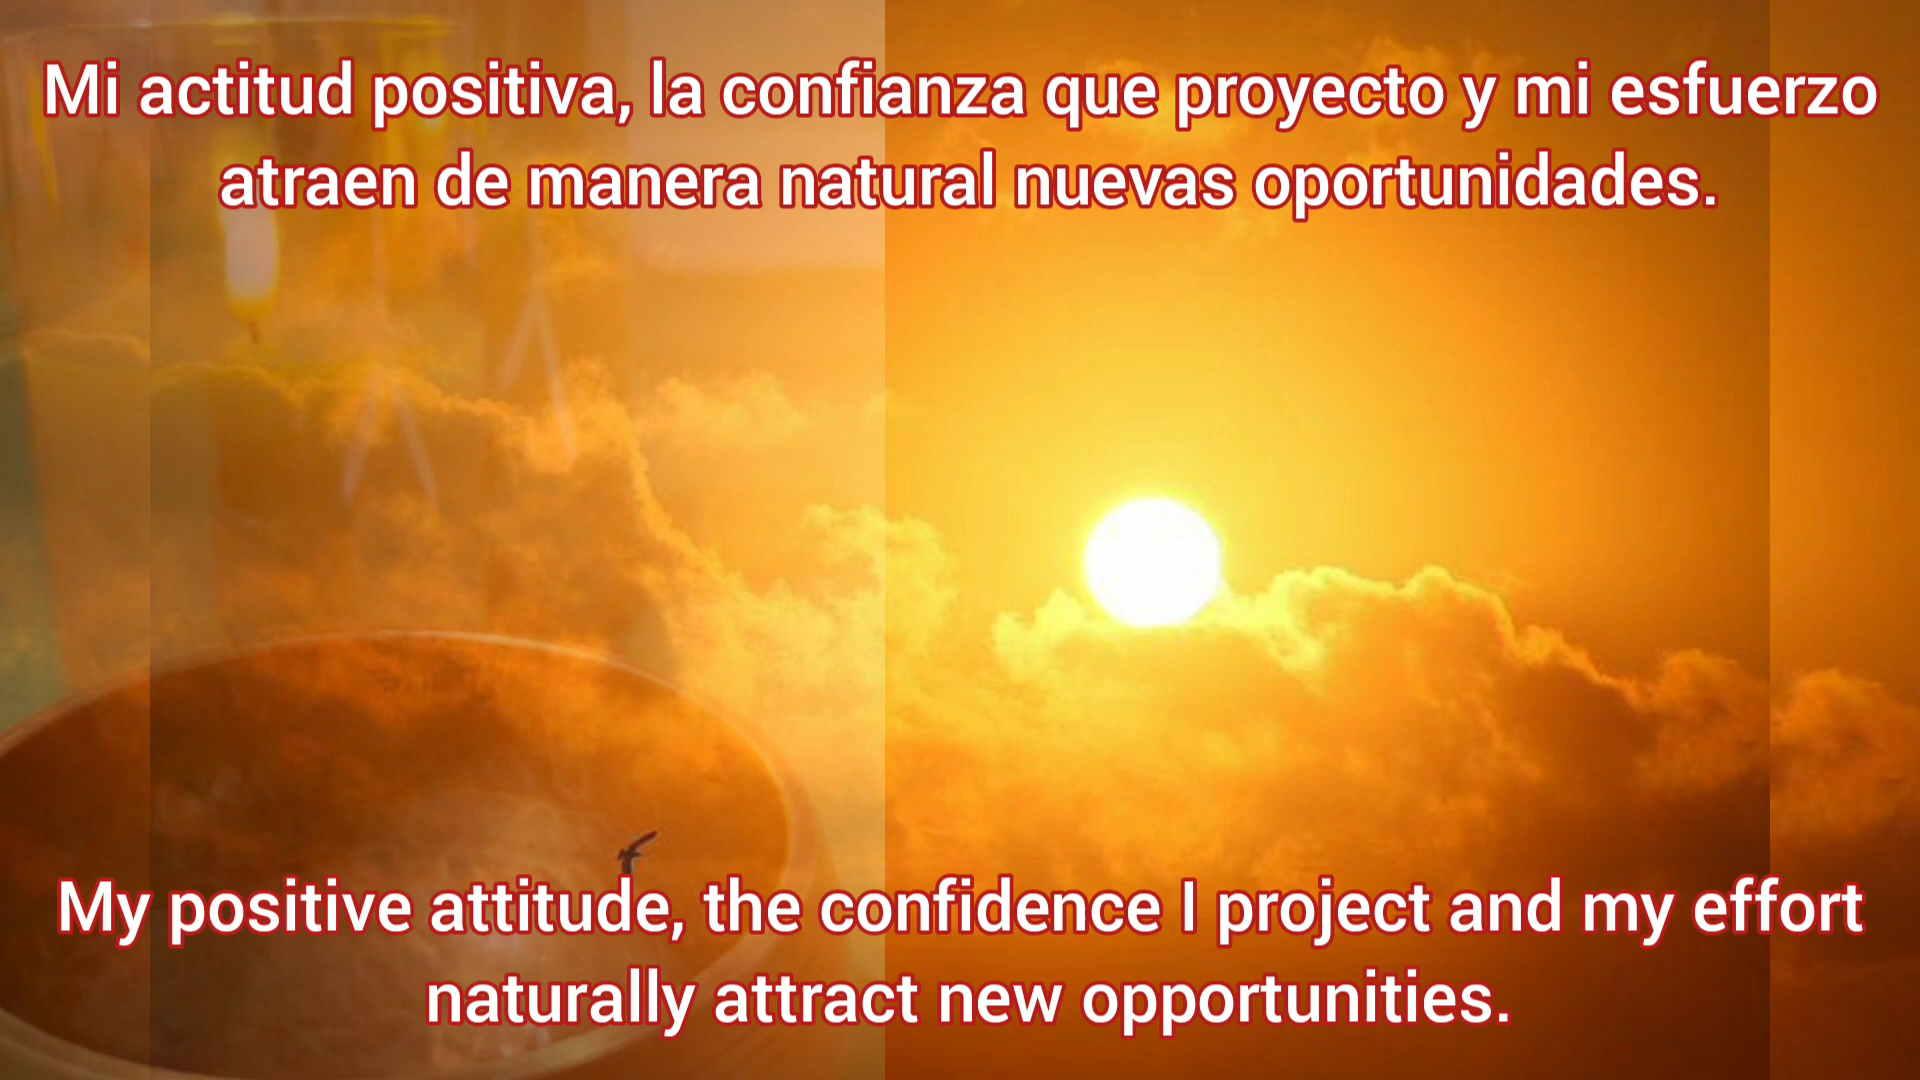 Mi actitud positiva, la confianza que proyecto y mi esfuerzo
atraen de manera natural nuevas oportunidades.
My positive attitude, the confidence I project and my effort
naturally attract new opportunities.